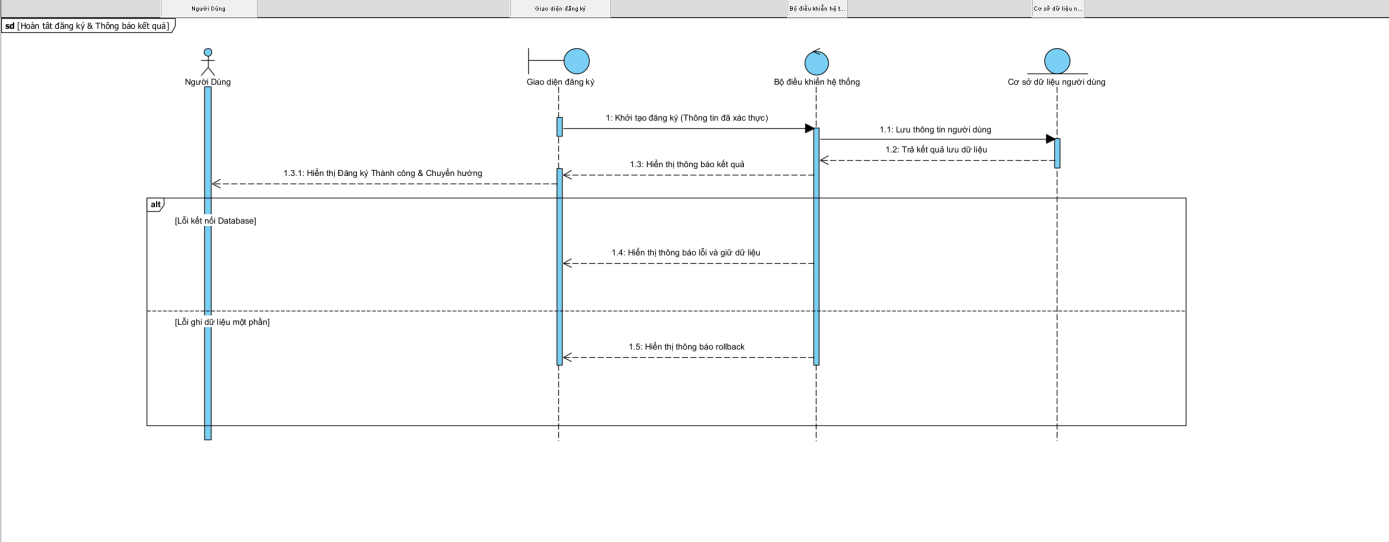 Người Dùng
Giao diện đăng ký
Bộ điều khiển hệ t...
Cơ sở dữ liệu n...
sd [Hoàn tât đăng ký & Thông báo kết quả]
Người Dùng
Giao diện đăng ký
Bộ điều khiển hệ thống
Cơ sở dữ liệu người dùng
1: Khởi tạo đăng ký (Thông tin đã xác thực)
1.1: Lưu thông tin người dùng
1.2: Trả kết quả lưu dữ liệu
1.3: Hiển thị thông báo kết quả
1.3.1: Hiển thị Đăng ký Thành công & Chuyển hướng
alt
[Lỗi kết nối Database]
1.4: Hiển thị thông báo lỗi và giữ dữ liệu
[Lỗi ghi dữ liệu một phần]
1.5: Hiển thị thông báo rollback